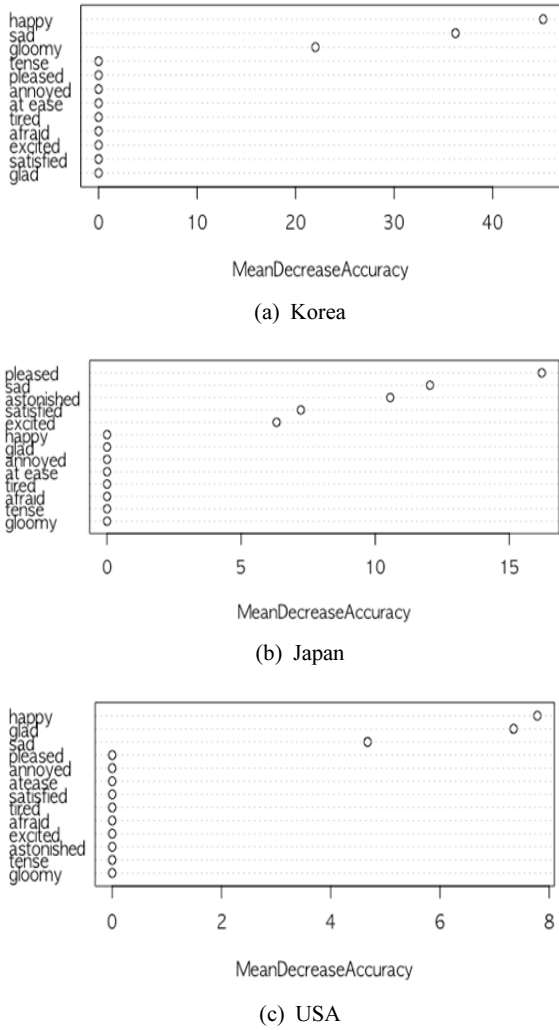 happy
sad
gloomy
tense
pleased
annoyed
at ease
tired
afraid
excited
satisfied
glad
0 10 20 30 40
MeanDecreaseAccuracy
(a) Korea
pleased
sad
astonished
satisfied
excited
happy
glad
annoyed
at ease
tired
afraid
tense
gloomy
0 5 10 15
MeanDecreaseAccuracy
(b) Japan
happy
glad
sad
pleased
annoyed
atease
satisfied
tired
afraid
excited
astonished
tense
gloomy
0 2 4 6 8
MeanDecreaseAccuracy
(c) USA